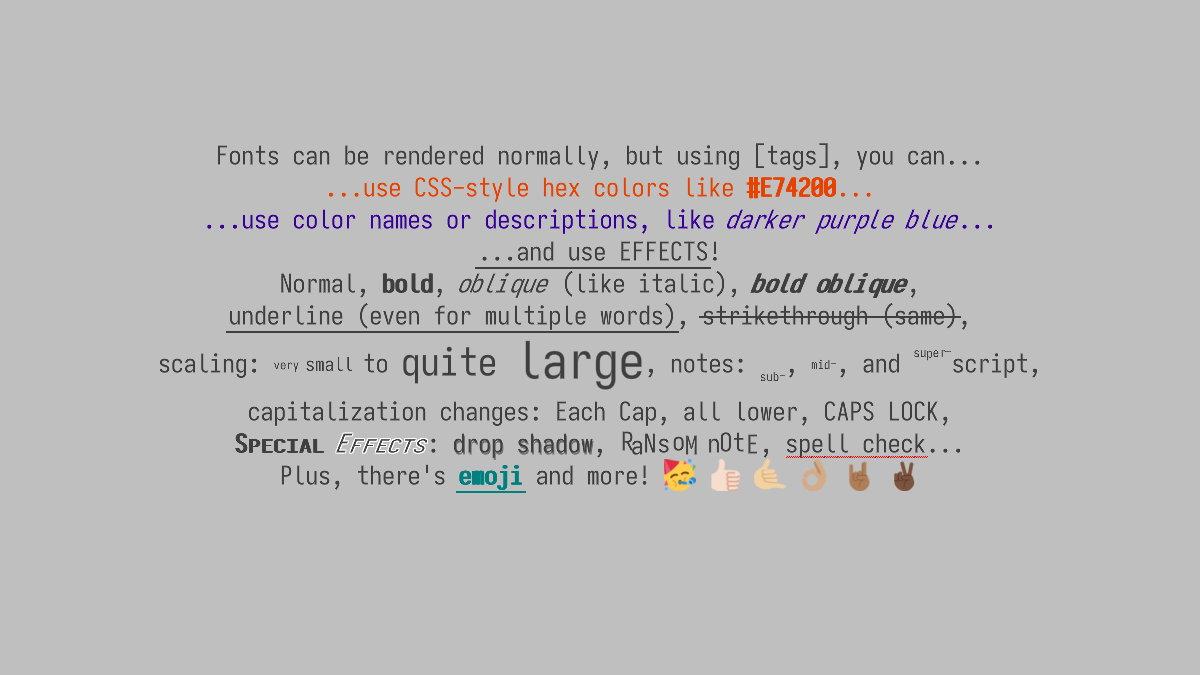 Fonts can be rendered normally, but using [tags], you can...
...use CSS-style hex colors like #E74200...
...use color names or descriptions, like darker purple blue...
...and use EFFECTS!
Normal, bold, oblique (like italic), bold oblique,
underline (even for multiple words), strikethrough (same),
scaling: very small to quite large, notes: sub-, mid-, and super-script,
capitalization changes: Each Cap, all lower, CAPS LOCK,
SPECIAL EFFECTS: drop shadow, RaNsoM nOtE, spell check...
Plus, there's emoji and more! 🥳 👍🏻 🤙🏼 👌🏽 🤘🏾 ✌🏿